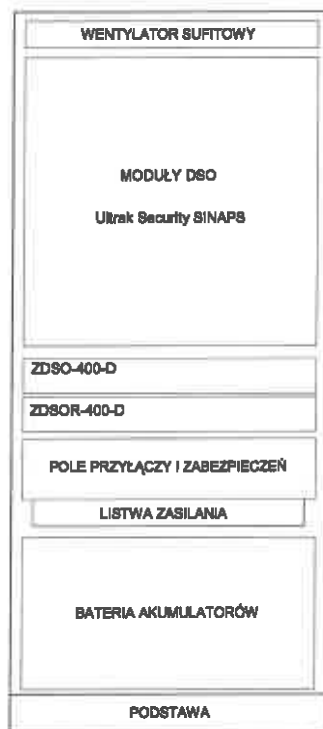 WENTYLATOR SUFITOWY
MODUŁY DSO
Ultrak Security SINAPS
ZDSO-400-D
ZDSOR-400-D
POLE PRZYŁĄCZY I ZABEZPIECZEŃ
LISTWA ZASILANIA
BATERIA AKUMULATORÓW
PODSTAWA